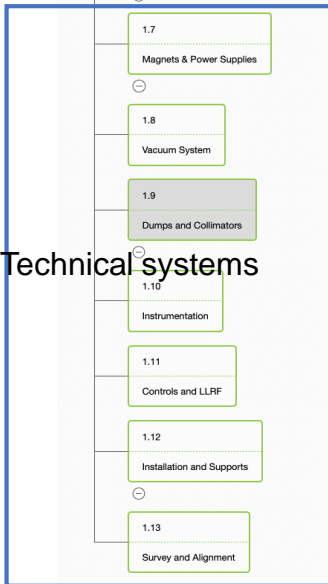 1.7
Magnets & Power Supplies
1.8
Vacuum System
1.9
Dumps and Collimators
Technical systems
1.10
Instrumentation
1.11
Controls and LLRF
1.12
Installation and Supports
1.13
Survey and Alignment